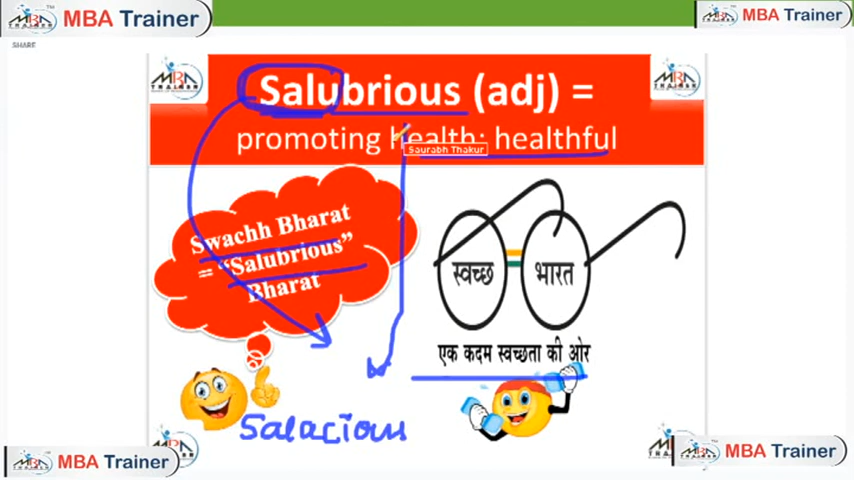 MBA Trainer
MBA Trainer
SHARE
Salubrious (adj) =
promoting health; healthful
Saurabh Thakur
Swachh Bharat
= “Salubrious”
Bharat
स्वच्छ भारत
एक कदम स्वच्छता की ओर
Salacious
MBA Trainer
MBA Trainer